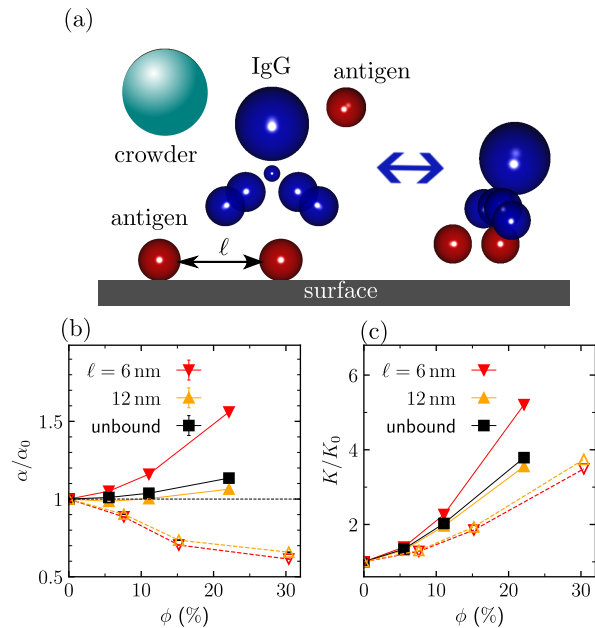 (a)
IgG
antigen
crowder
antigen
ℓ
surface
(b)
ℓ = 6 nm
12 nm
unbound
α/α₀
1.5
1
0.5
0
10
20
30
ϕ (%)
(c)
ℓ = 6 nm
12 nm
unbound
K/K₀
6
4
2
0
10
20
30
ϕ (%)